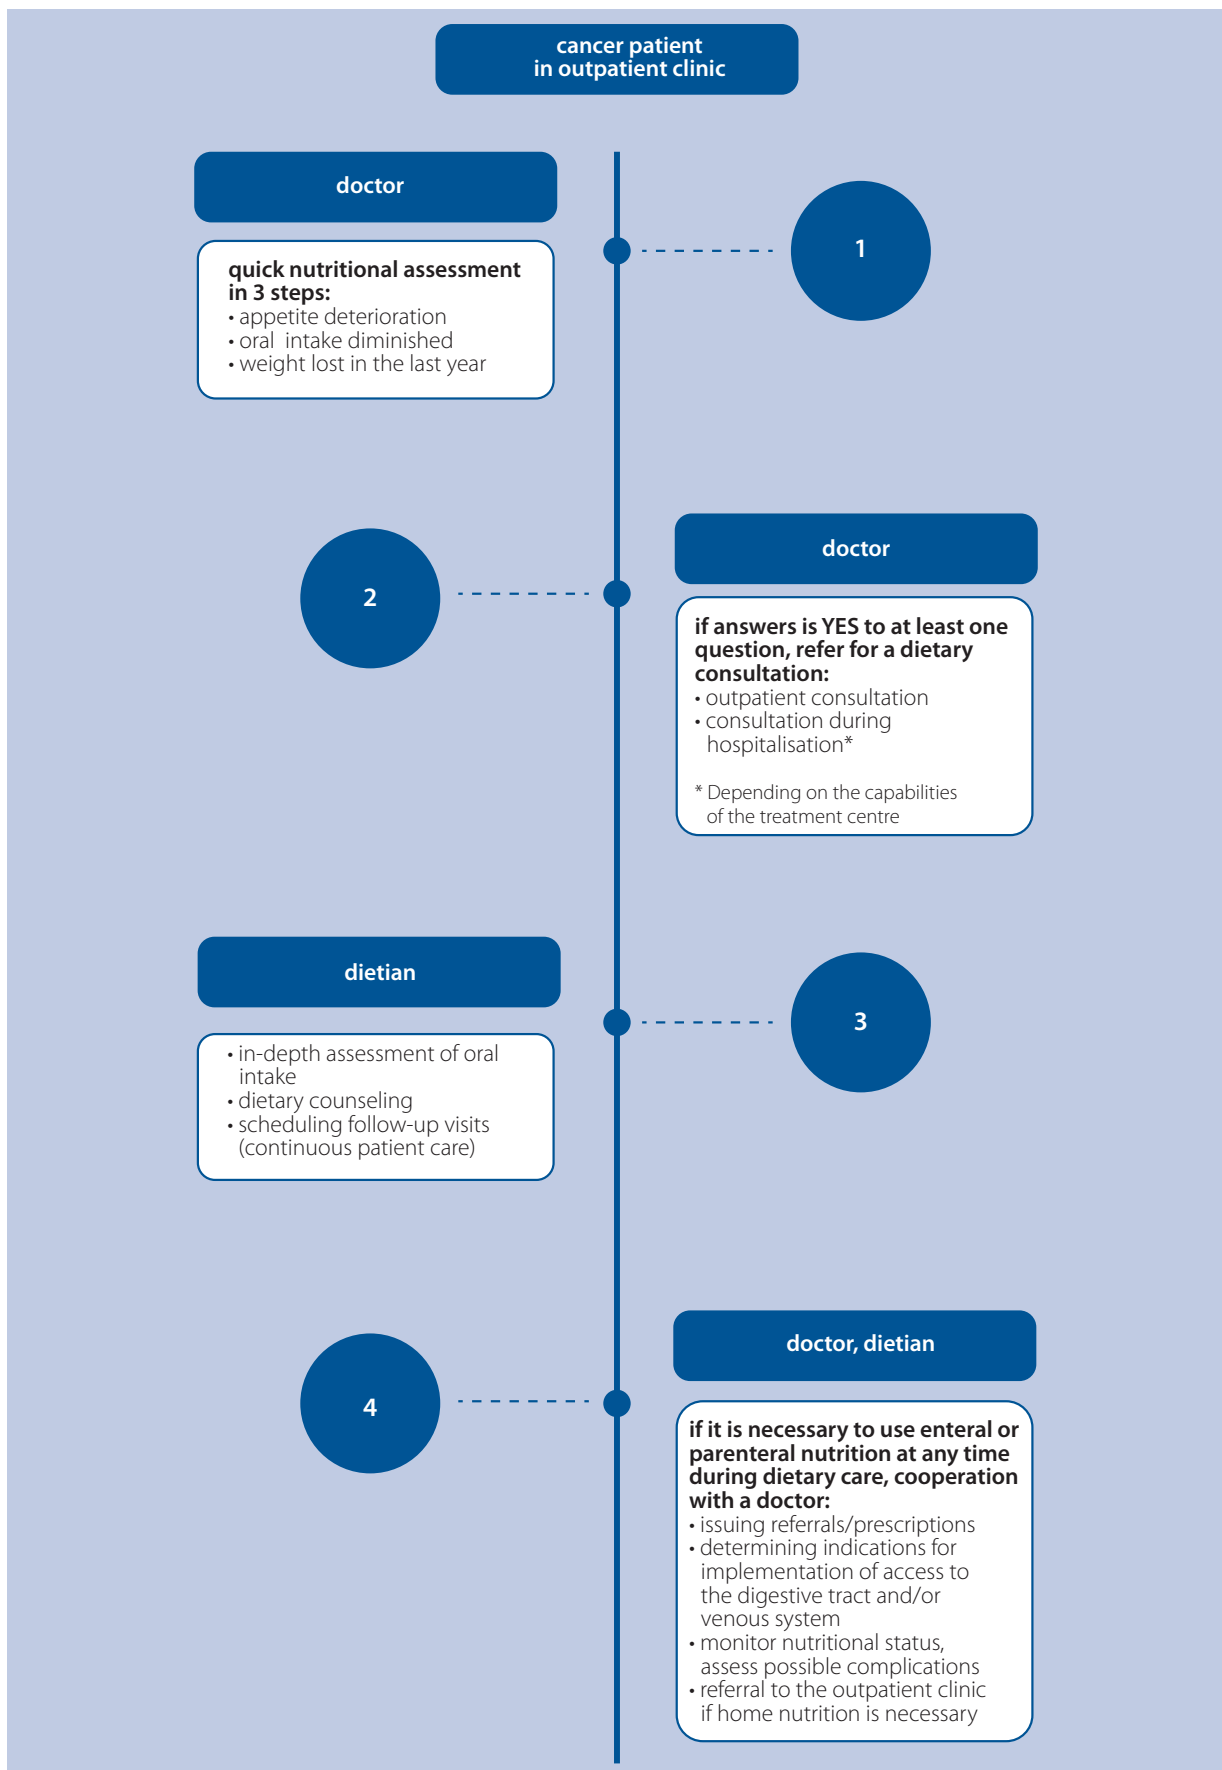 cancer patient
in outpatient clinic
doctor
1
quick nutritional assessment
in 3 steps:
• appetite deterioration
• oral intake diminished
• weight lost in the last year
2
doctor
if answers is YES to at least one
question, refer for a dietary
consultation:
• outpatient consultation
• consultation during
hospitalisation*
* Depending on the capabilities
of the treatment centre
dietian
3
• in-depth assessment of oral
intake
• dietary counseling
• scheduling follow-up visits
(continuous patient care)
4
doctor, dietian
if it is necessary to use enteral or
parenteral nutrition at any time
during dietary care, cooperation
with a doctor:
• issuing referrals/prescriptions
• determining indications for
implementation of access to
the digestive tract and/or
venous system
• monitor nutritional status,
assess possible complications
• referral to the outpatient clinic
if home nutrition is necessary